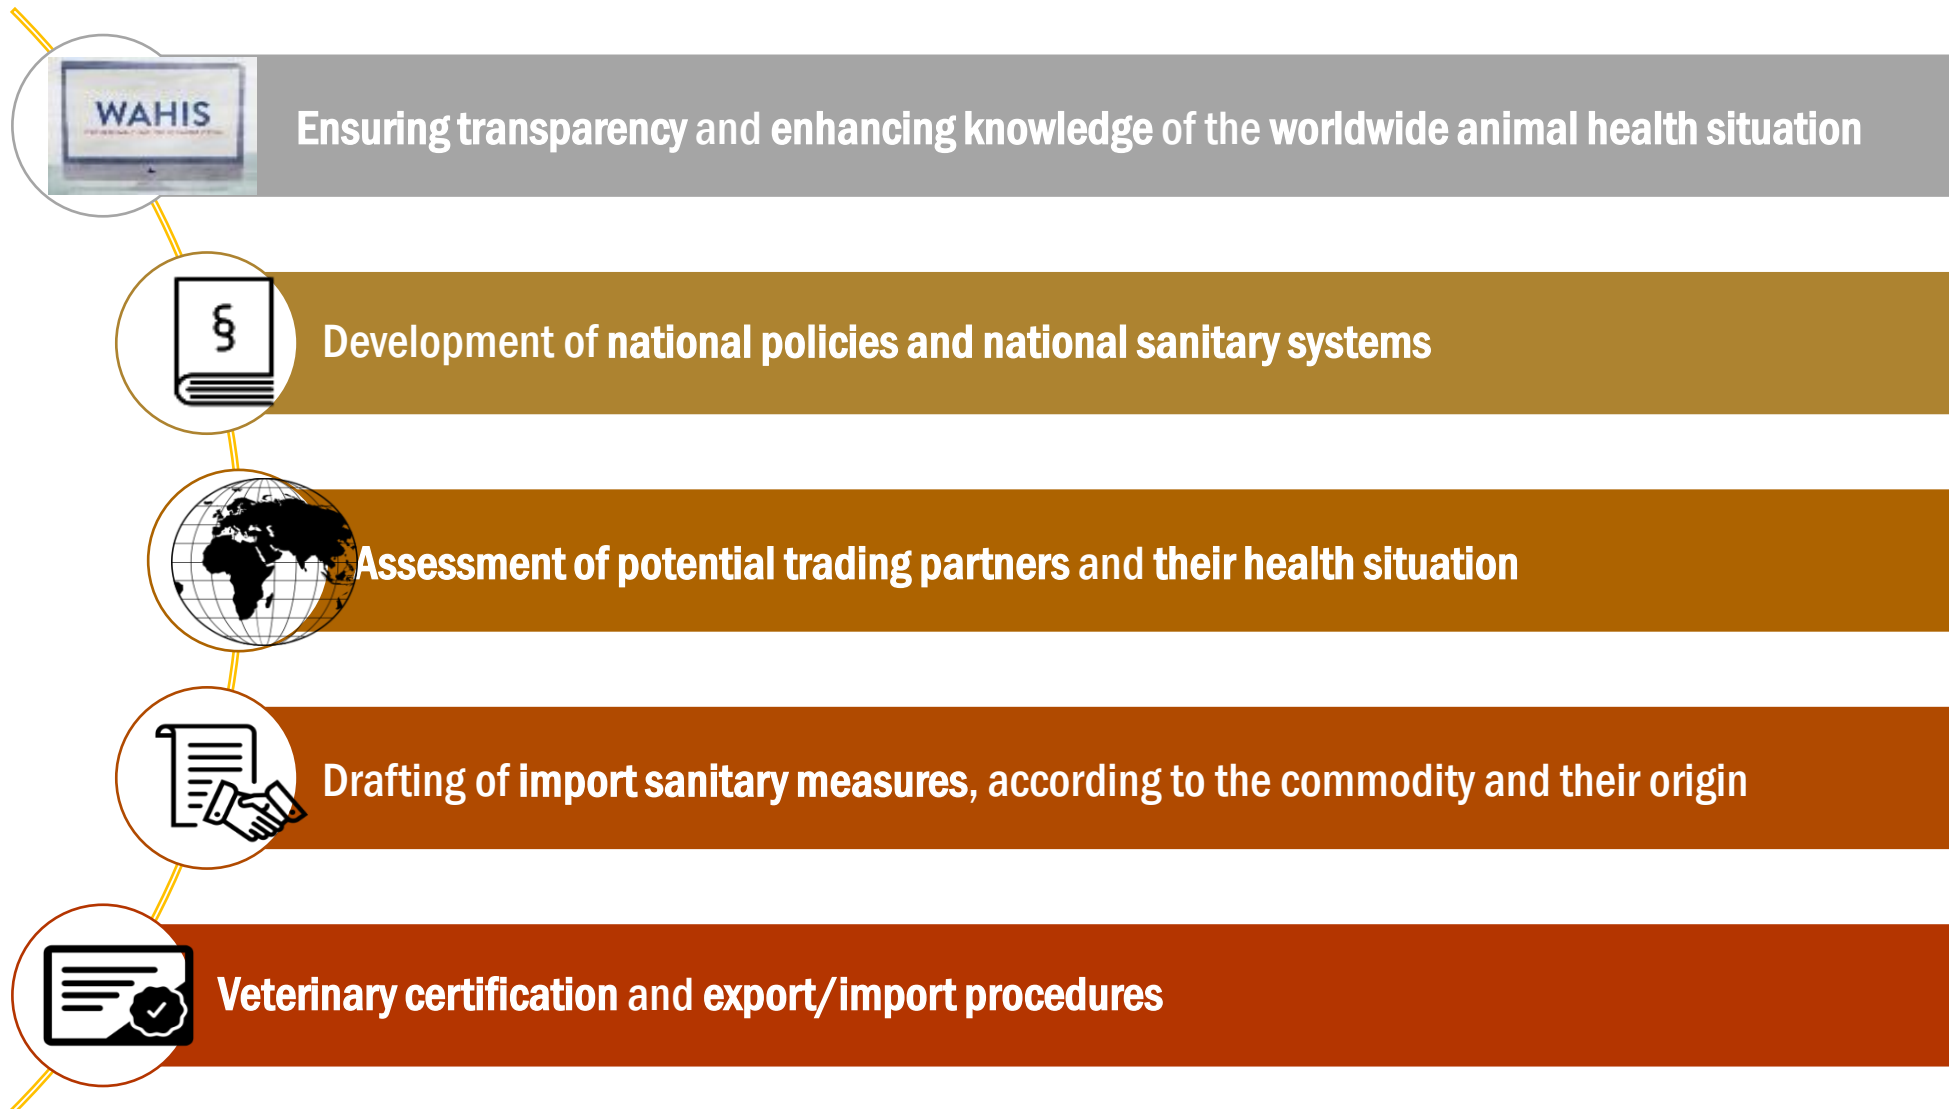 WAHIS
Ensuring transparency and enhancing knowledge of the worldwide animal health situation
§
Development of national policies and national sanitary systems
Assessment of potential trading partners and their health situation
Drafting of import sanitary measures, according to the commodity and their origin
Veterinary certification and export/import procedures